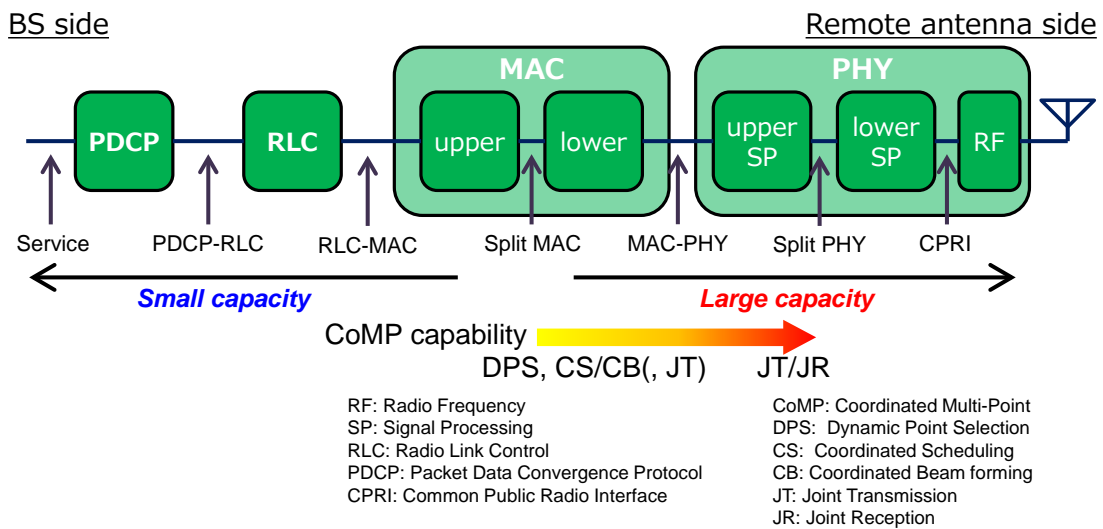 BS side
Remote antenna side
MAC
PHY
PDCP
RLC
upper
lower
upper
SP
lower
SP
RF
Service
PDCP-RLC
RLC-MAC
Split MAC
MAC-PHY
Split PHY
CPRI
Small capacity
Large capacity
CoMP capability
DPS, CS/CB(, JT)
JT/JR
RF: Radio Frequency
SP: Signal Processing
RLC: Radio Link Control
PDCP: Packet Data Convergence Protocol
CPRI: Common Public Radio Interface
CoMP: Coordinated Multi-Point
DPS: Dynamic Point Selection
CS: Coordinated Scheduling
CB: Coordinated Beam forming
JT: Joint Transmission
JR: Joint Reception